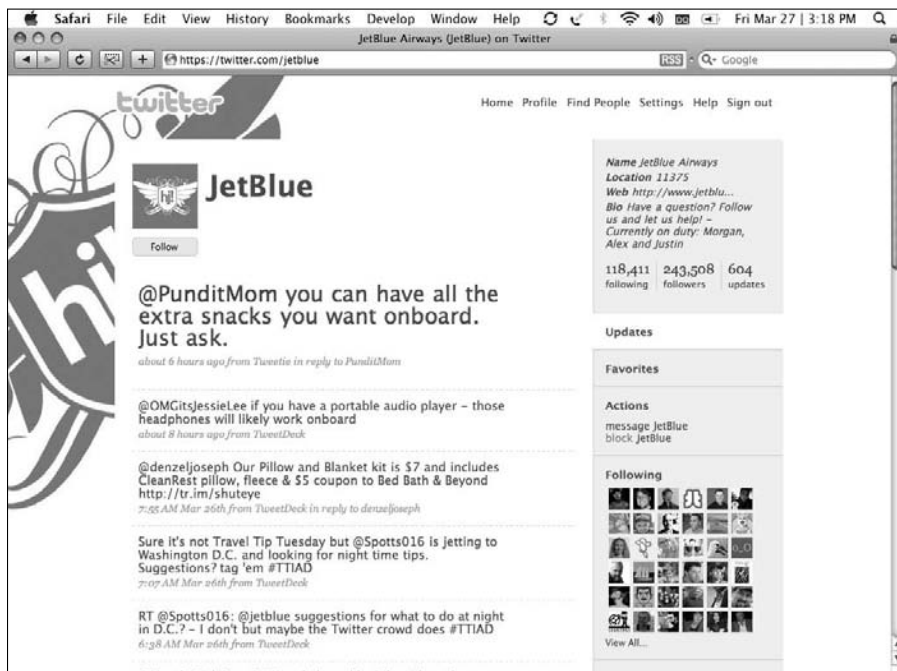 Safari File Edit View History Bookmarks Develop Window Help Fri Mar 27 | 3:18 PM
JetBlue Airways (JetBlue) on Twitter
https://twitter.com/jetblue RSS Google
twitter
Home Profile Find People Settings Help Sign out
hi!
JetBlue
Follow
@PunditMom you can have all the
extra snacks you want onboard.
Just ask.
about 6 hours ago from Tweetie in reply to PunditMom
@OMGitsJessieLee if you have a portable audio player – those
headphones will likely work onboard
about 8 hours ago from TweetDeck
@denzeljoseph Our Pillow and Blanket kit is $7 and includes
CleanRest pillow, fleece & $5 coupon to Bed Bath & Beyond
http://tr.im/shuteye
7:55 AM Mar 26th from TweetDeck in reply to denzeljoseph
Sure it's not Travel Tip Tuesday but @Spotts016 is jetting to
Washington D.C. and looking for night time tips.
Suggestions? tag 'em #TTIAD
7:07 AM Mar 26th from TweetDeck
RT @Spotts016: @jetblue suggestions for what to do at night
in D.C.? – I don't but maybe the Twitter crowd does #TTIAD
6:38 AM Mar 26th from TweetDeck
Name JetBlue Airways
Location 11375
Web http://www.jetblu...
Bio Have a question? Follow
us and let us help! –
Currently on duty: Morgan,
Alex and Justin
118,411 243,508 604
following followers updates
Updates
Favorites
Actions
message JetBlue
block JetBlue
Following
View All...
hi!